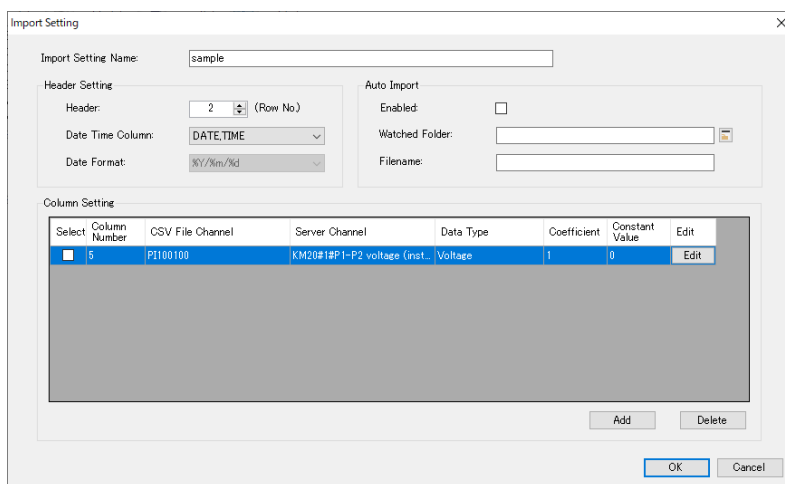 Import Setting
Import Setting Name: sample
Header Setting
Header: 2 (Row No.)
Date Time Column: DATE,TIME
Date Format: %Y/%m/%d
Auto Import
Enabled:
Watched Folder:
Filename:
Column Setting
Select Column Number CSV File Channel Server Channel Data Type Coefficient Constant Value Edit
5 PI100100 KM20#1#P1-P2 voltage (inst... Voltage 1 0 Edit
Add Delete
OK Cancel